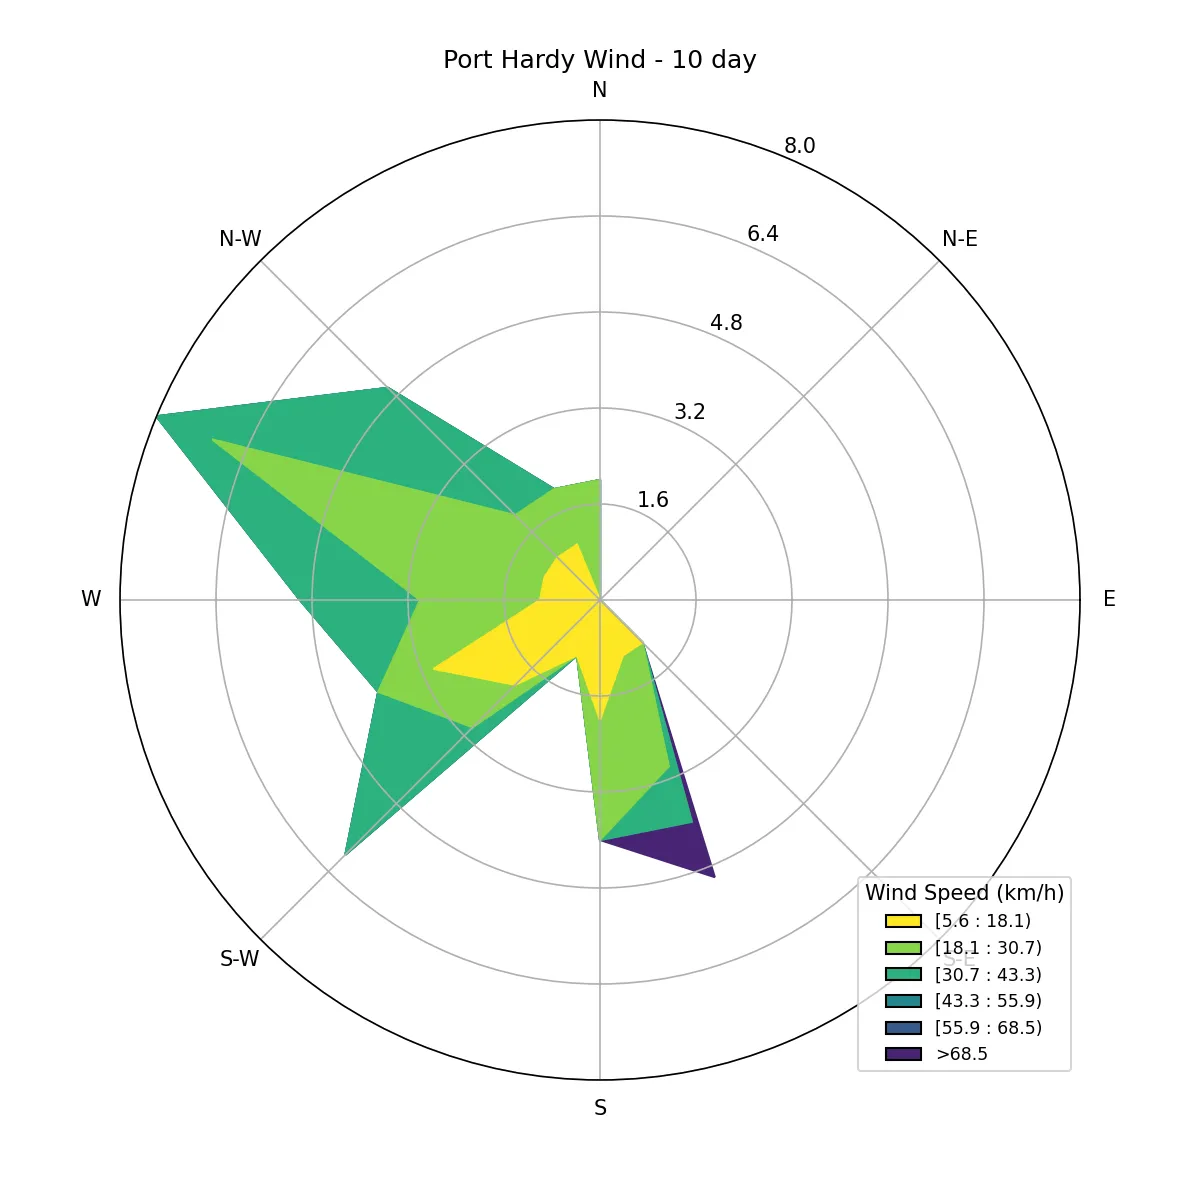 Port Hardy Wind - 10 day
N
8.0
N-W
6.4
N-E
4.8
3.2
1.6
W
E
S-W
S-E
S
Wind Speed (km/h)
[5.6 : 18.1)
[18.1 : 30.7)
[30.7 : 43.3)
[43.3 : 55.9)
[55.9 : 68.5)
>68.5